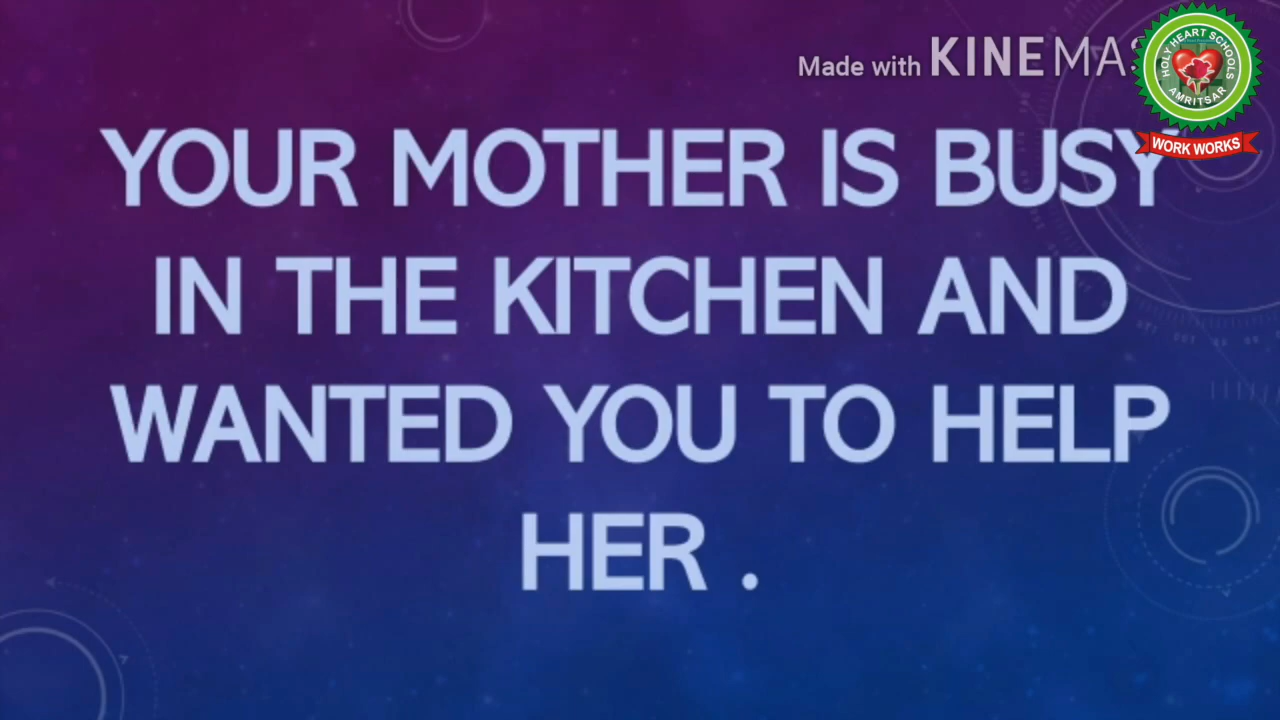 Made with KINEMAS
HOLY HEART SCHOOLS
AMRITSAR
WORK WORKS
YOUR MOTHER IS BUSY
IN THE KITCHEN AND
WANTED YOU TO HELP
HER .